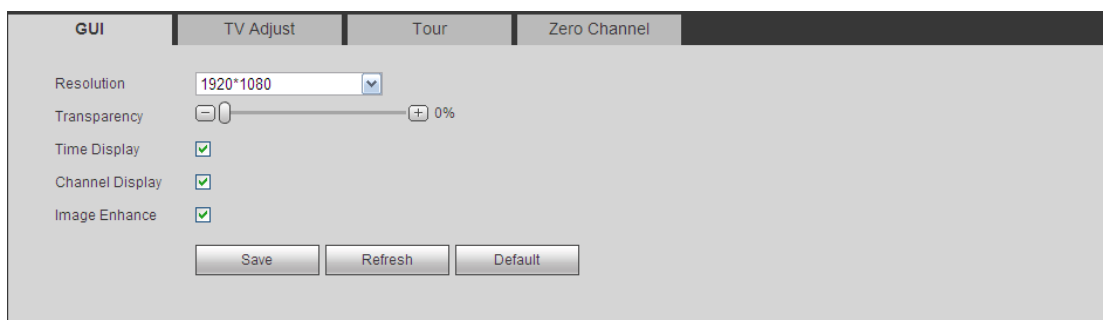 GUI TV Adjust Tour Zero Channel
Resolution 1920*1080
Transparency 0%
Time Display
Channel Display
Image Enhance
Save Refresh Default